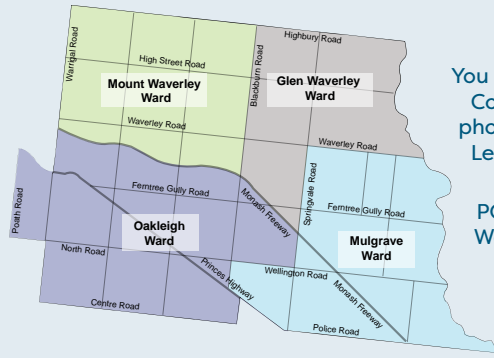 Highbury Road
Warrigal Road
High Street Road
Blackburn Road
Mount Waverley
Ward
Glen Waverley
Ward
Waverley Road
Waverley Road
Springvale Road
Poath Road
Ferntree Gully Road
Monash Freeway
Ferntree Gully Road
Oakleigh
Ward
Mulgrave
Ward
North Road
Princes Highway
Wellington Road
Monash Freeway
Centre Road
Police Road
You
Co
pho
Le
PO
W